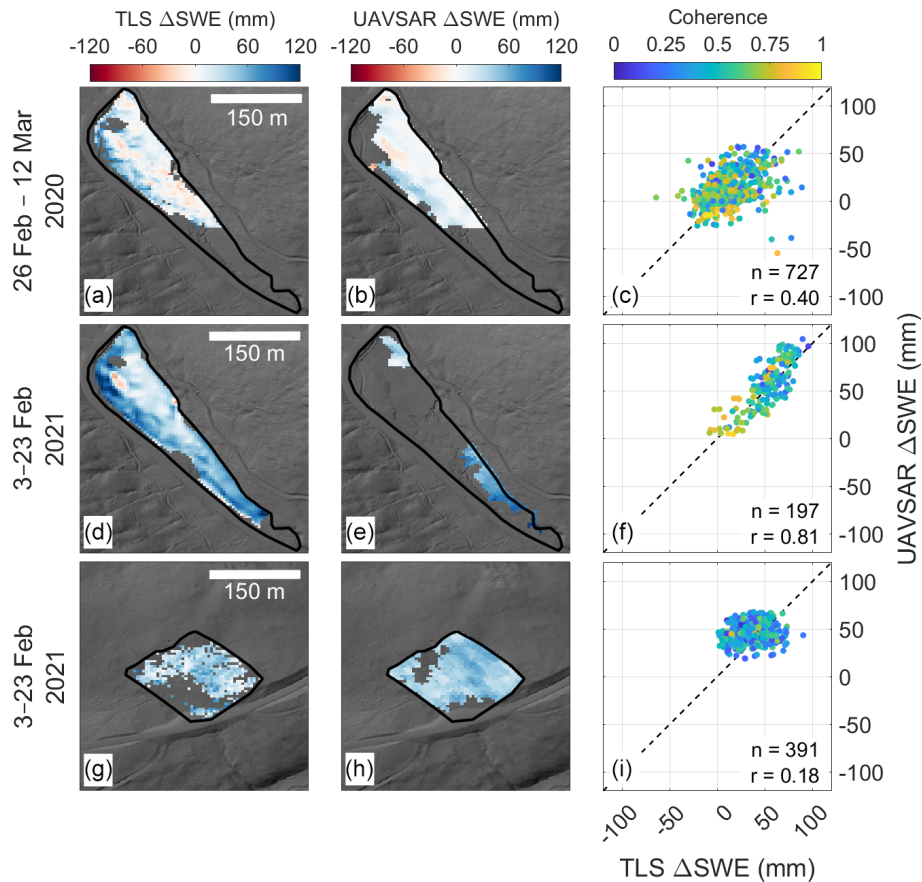 TLS ΔSWE (mm)
-120 -60 0 60 120
UAVSAR ΔSWE (mm)
-120 -60 0 60 120
Coherence
0 0.25 0.5 0.75 1
26 Feb – 12 Mar
2020
150 m
(a)
150 m
(b)
100
50
0
-50
-100
n = 727
r = 0.40
(c)
3–23 Feb
2021
150 m
(d)
(e)
100
50
0
-50
-100
n = 197
r = 0.81
(f)
UAVSAR ΔSWE (mm)
3–23 Feb
2021
150 m
(g)
(h)
100
50
0
-50
-100
n = 391
r = 0.18
(i)
-100 -50 0 50 100
TLS ΔSWE (mm)